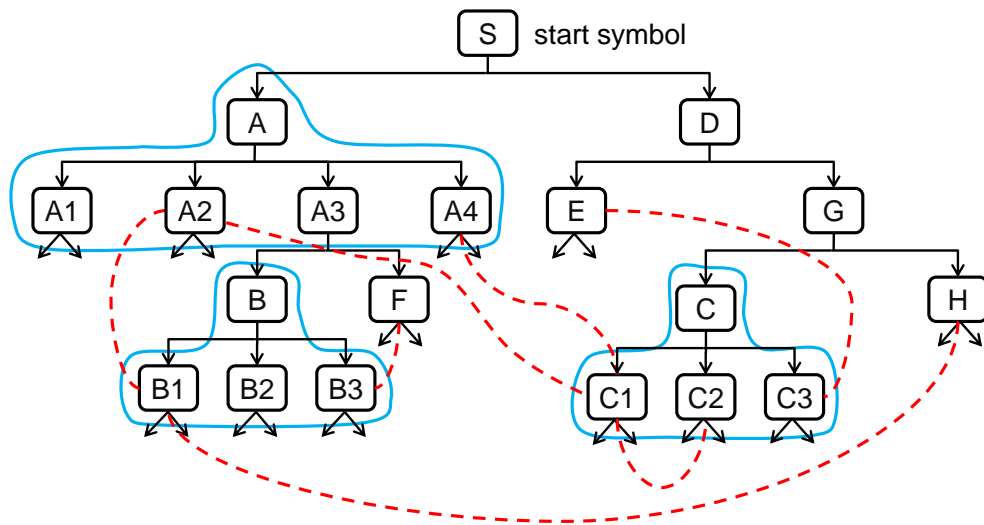 S start symbol
A D
A1 A2 A3 A4 E G
B F C H
B1 B2 B3 C1 C2 C3